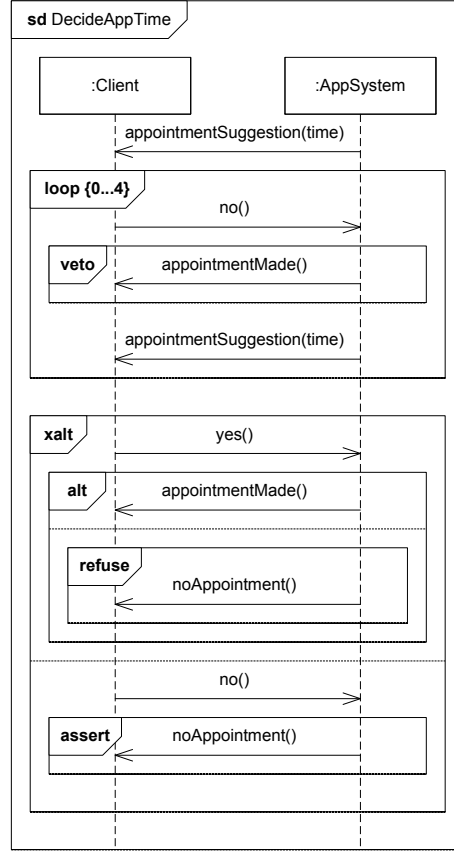 sd DecideAppTime
:Client :AppSystem
appointmentSuggestion(time)
loop {0...4}
no()
veto appointmentMade()
appointmentSuggestion(time)
xalt yes()
alt appointmentMade()
refuse
noAppointment()
no()
assert noAppointment()